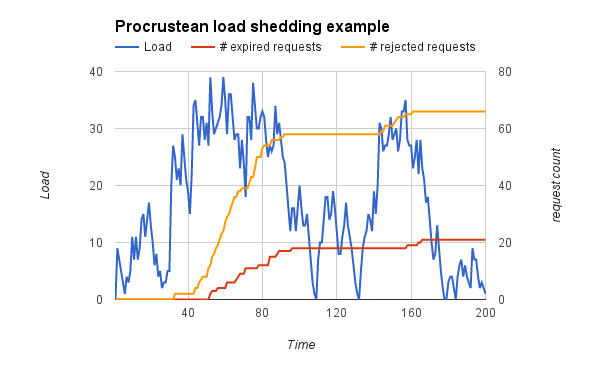 Procrustean load shedding example
Load # expired requests # rejected requests
40 80
30 60
20 40
10 20
0 0
40 80 120 160 200
Load
request count
Time